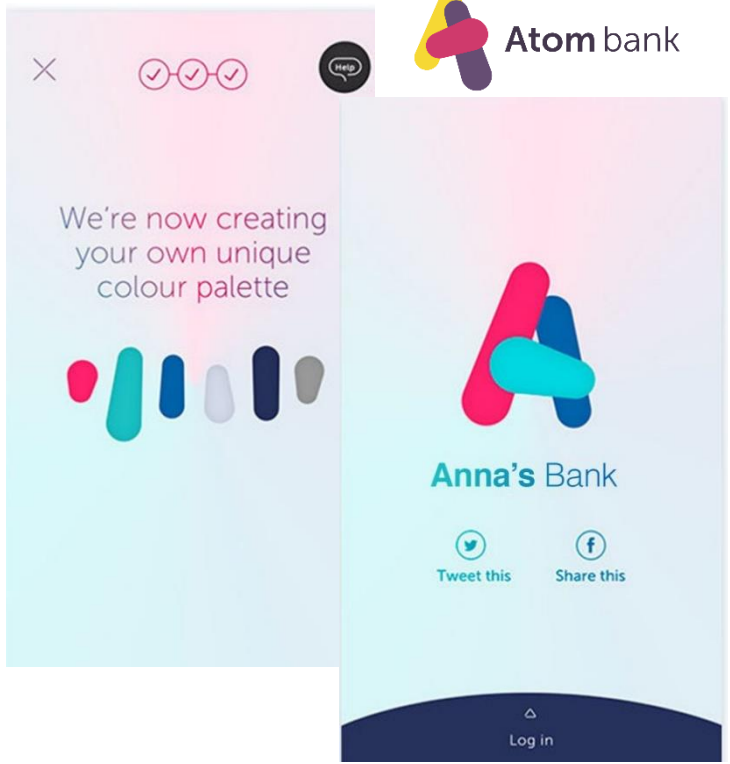 Atom bank
Help
We're now creating
your own unique
colour palette
Anna's Bank
Tweet this
Share this
Log in